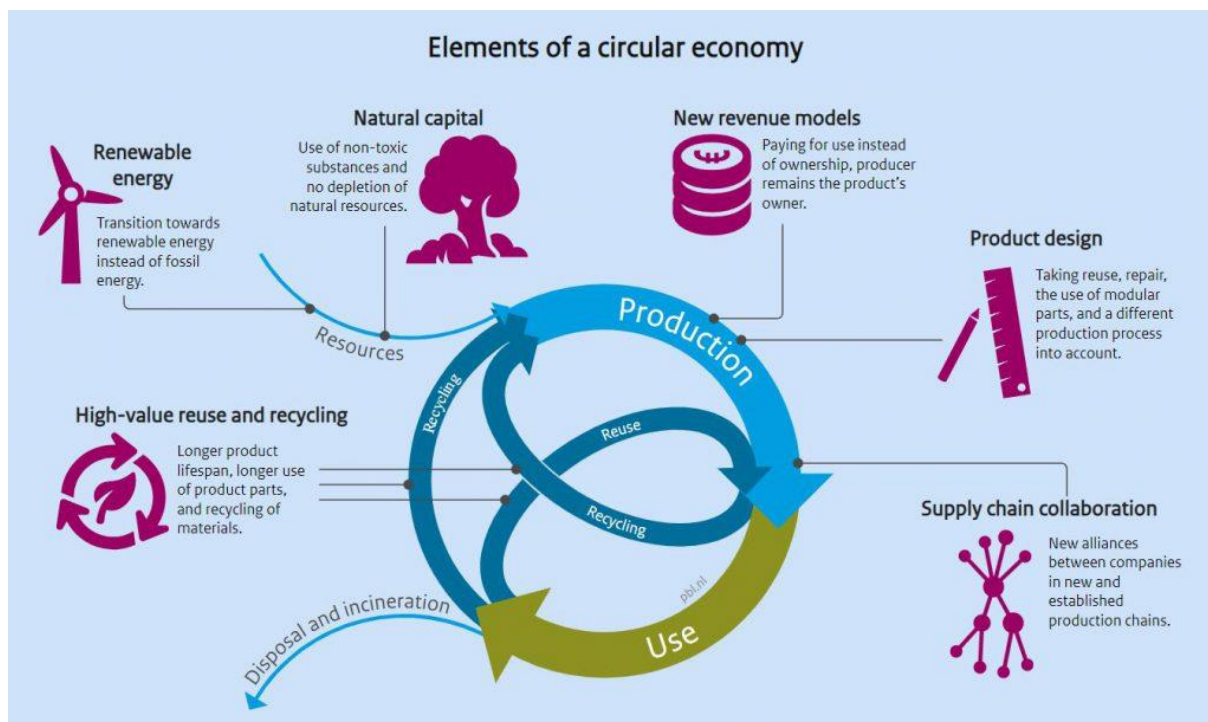 Elements of a circular economy
Renewable
energy
Transition towards
renewable energy
instead of fossil
energy.
Natural capital
Use of non-toxic
substances and
no depletion of
natural resources.
New revenue models
Paying for use instead
of ownership, producer
remains the product's
owner.
Product design
Taking reuse, repair,
the use of modular
parts, and a different
production process
into account.
Resources
Production
High-value reuse and recycling
Longer product
lifespan, longer use
of product parts,
and recycling of
materials.
Recycling
Reuse
Recycling
Supply chain collaboration
New alliances
between companies
in new and
established
production chains.
Use
pbl.nl
Disposal and incineration